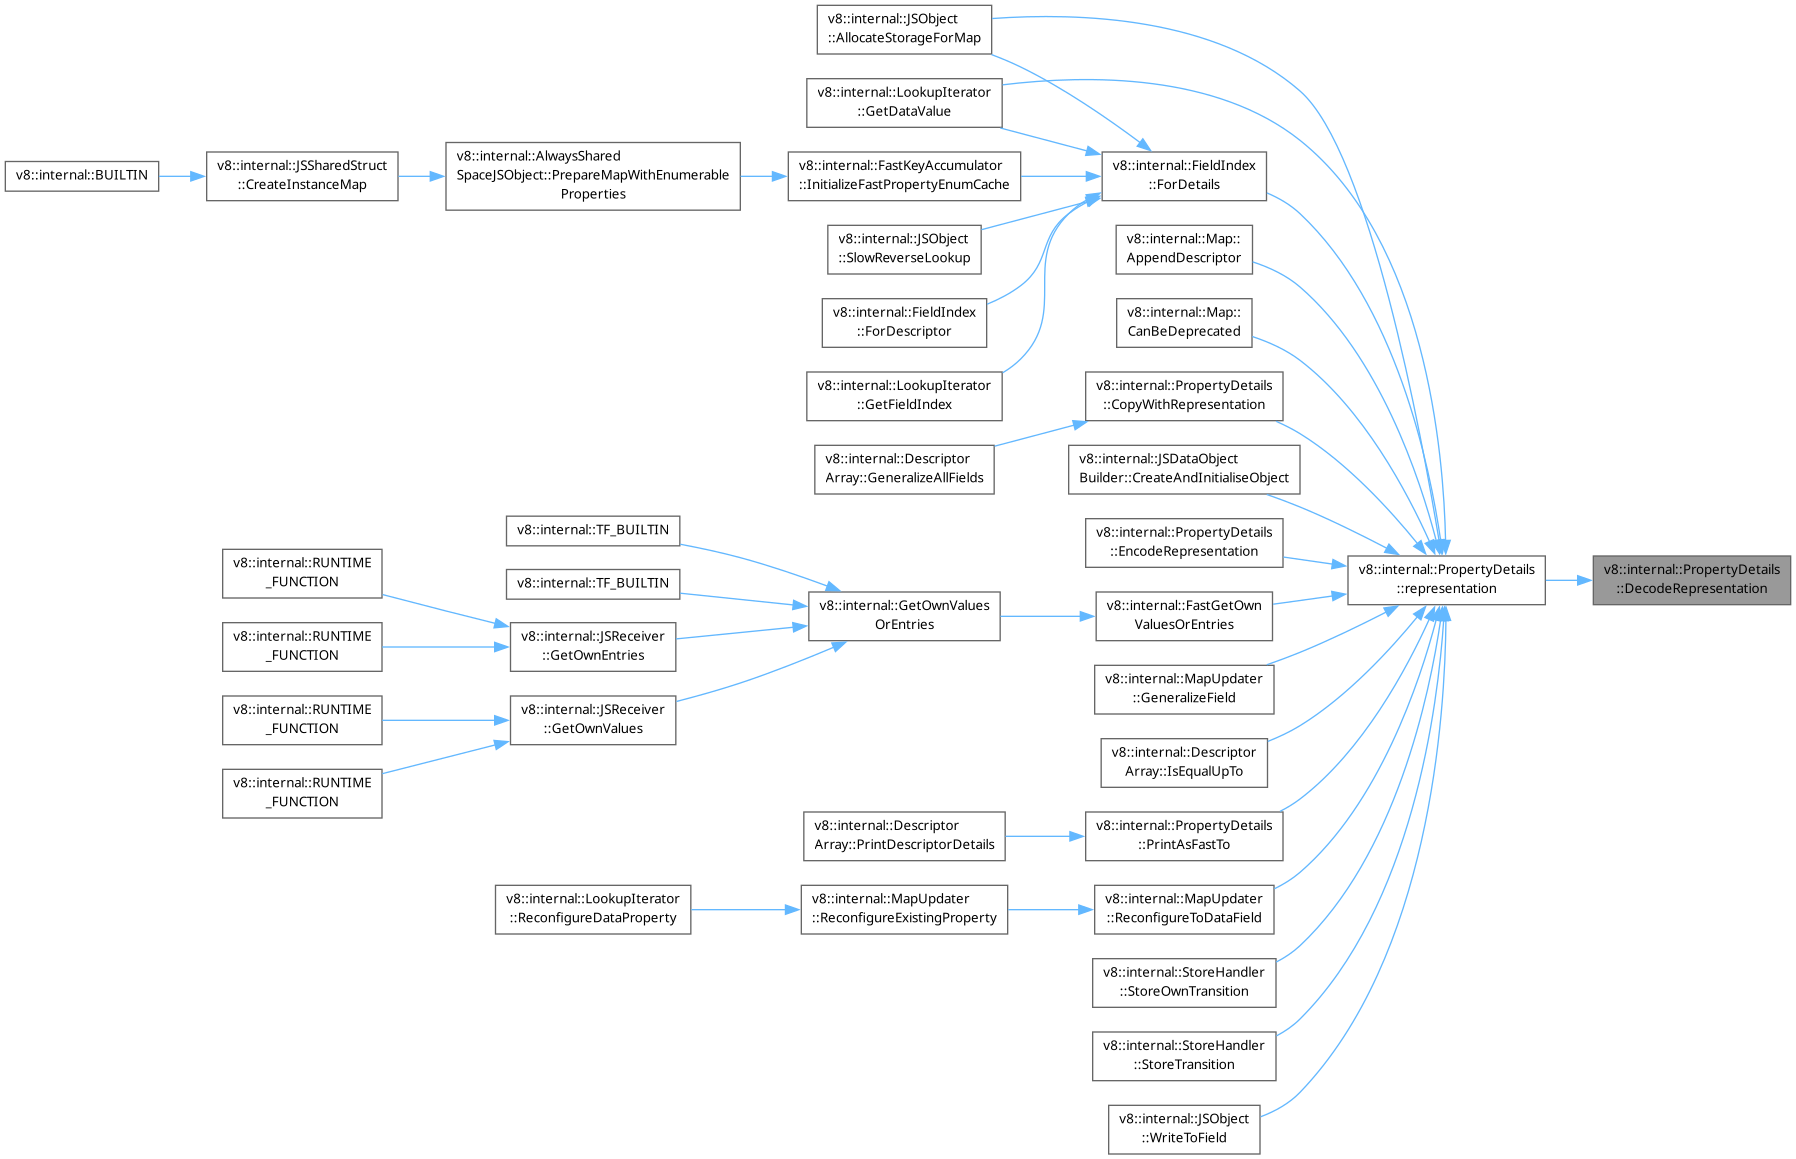 v8::internal::JSObject
::AllocateStorageForMap
v8::internal::LookupIterator
::GetDataValue
v8::internal::BUILTIN
v8::internal::JSSharedStruct
::CreateInstanceMap
v8::internal::AlwaysShared
SpaceJSObject::PrepareMapWithEnumerable
Properties
v8::internal::FastKeyAccumulator
::InitializeFastPropertyEnumCache
v8::internal::FieldIndex
::ForDetails
v8::internal::JSObject
::SlowReverseLookup
v8::internal::Map::
AppendDescriptor
v8::internal::FieldIndex
::ForDescriptor
v8::internal::Map::
CanBeDeprecated
v8::internal::LookupIterator
::GetFieldIndex
v8::internal::PropertyDetails
::CopyWithRepresentation
v8::internal::Descriptor
Array::GeneralizeAllFields
v8::internal::JSDataObject
Builder::CreateAndInitialiseObject
v8::internal::TF_BUILTIN
v8::internal::PropertyDetails
::EncodeRepresentation
v8::internal::RUNTIME
_FUNCTION
v8::internal::TF_BUILTIN
v8::internal::PropertyDetails
::representation
v8::internal::PropertyDetails
::DecodeRepresentation
v8::internal::GetOwnValues
OrEntries
v8::internal::FastGetOwn
ValuesOrEntries
v8::internal::RUNTIME
_FUNCTION
v8::internal::JSReceiver
::GetOwnEntries
v8::internal::MapUpdater
::GeneralizeField
v8::internal::RUNTIME
_FUNCTION
v8::internal::JSReceiver
::GetOwnValues
v8::internal::Descriptor
Array::IsEqualUpTo
v8::internal::RUNTIME
_FUNCTION
v8::internal::Descriptor
Array::PrintDescriptorDetails
v8::internal::PropertyDetails
::PrintAsFastTo
v8::internal::LookupIterator
::ReconfigureDataProperty
v8::internal::MapUpdater
::ReconfigureExistingProperty
v8::internal::MapUpdater
::ReconfigureToDataField
v8::internal::StoreHandler
::StoreOwnTransition
v8::internal::StoreHandler
::StoreTransition
v8::internal::JSObject
::WriteToField